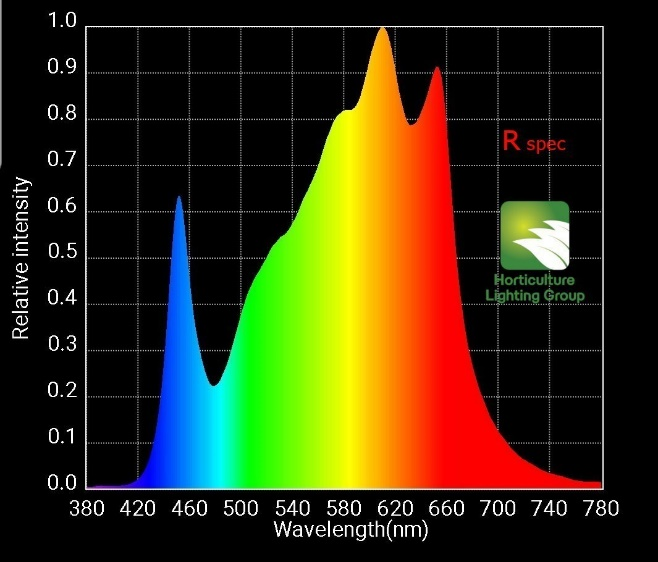 1.0
0.9
0.8
0.7
0.6
0.5
0.4
0.3
0.2
0.1
0.0
Relative intensity
R spec
Horticulture
Lighting Group
380 420 460 500 540 580 620 660 700 740 780
Wavelength(nm)